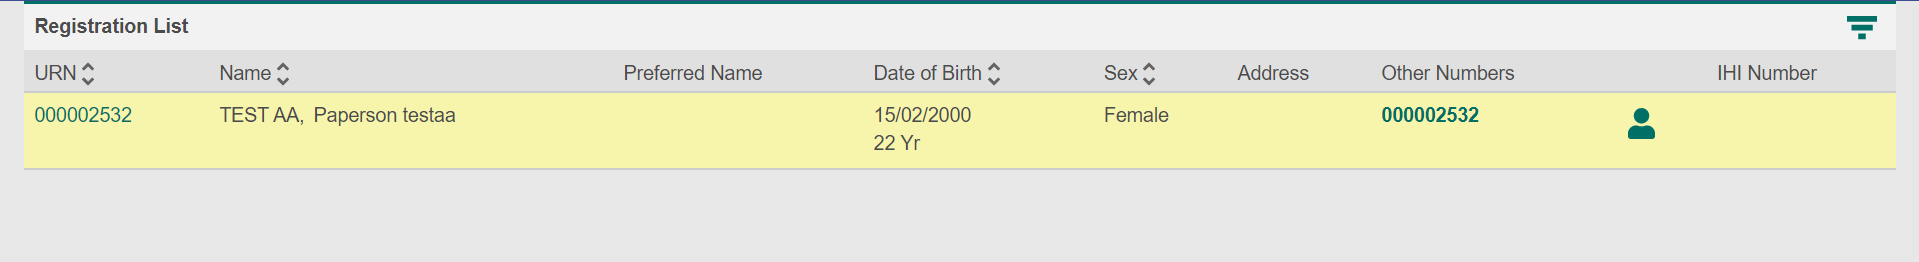 Registration List
URN Name Preferred Name Date of Birth Sex Address Other Numbers IHI Number
000002532 TEST AA, Paperson testaa 15/02/2000 Female 000002532
22 Yr